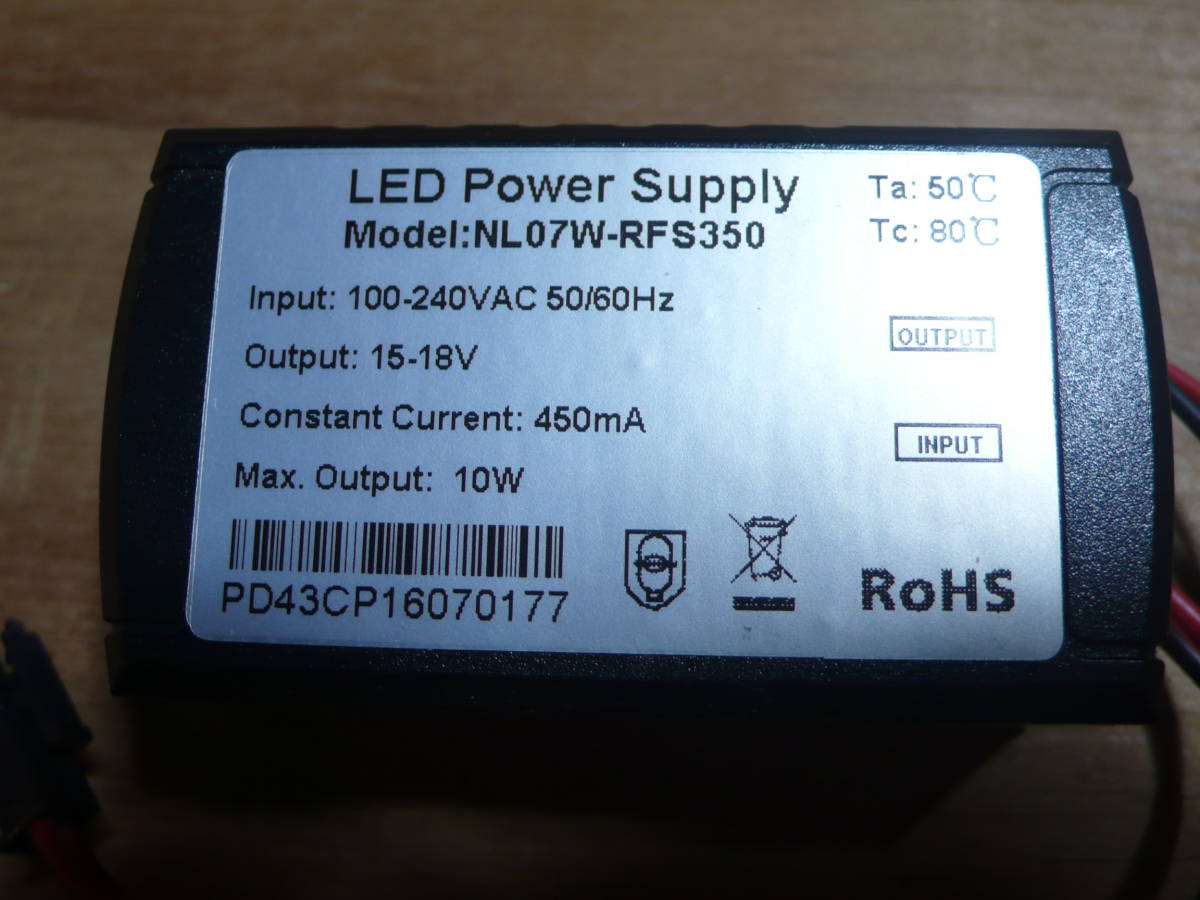 LED Power Supply
Model:NL07W-RFS350
Ta: 50℃
Tc: 80℃
Input: 100-240VAC 50/60Hz
OUTPUT
Output: 15-18V
Constant Current: 450mA
INPUT
Max. Output: 10W
PD43CP16070177
RoHS